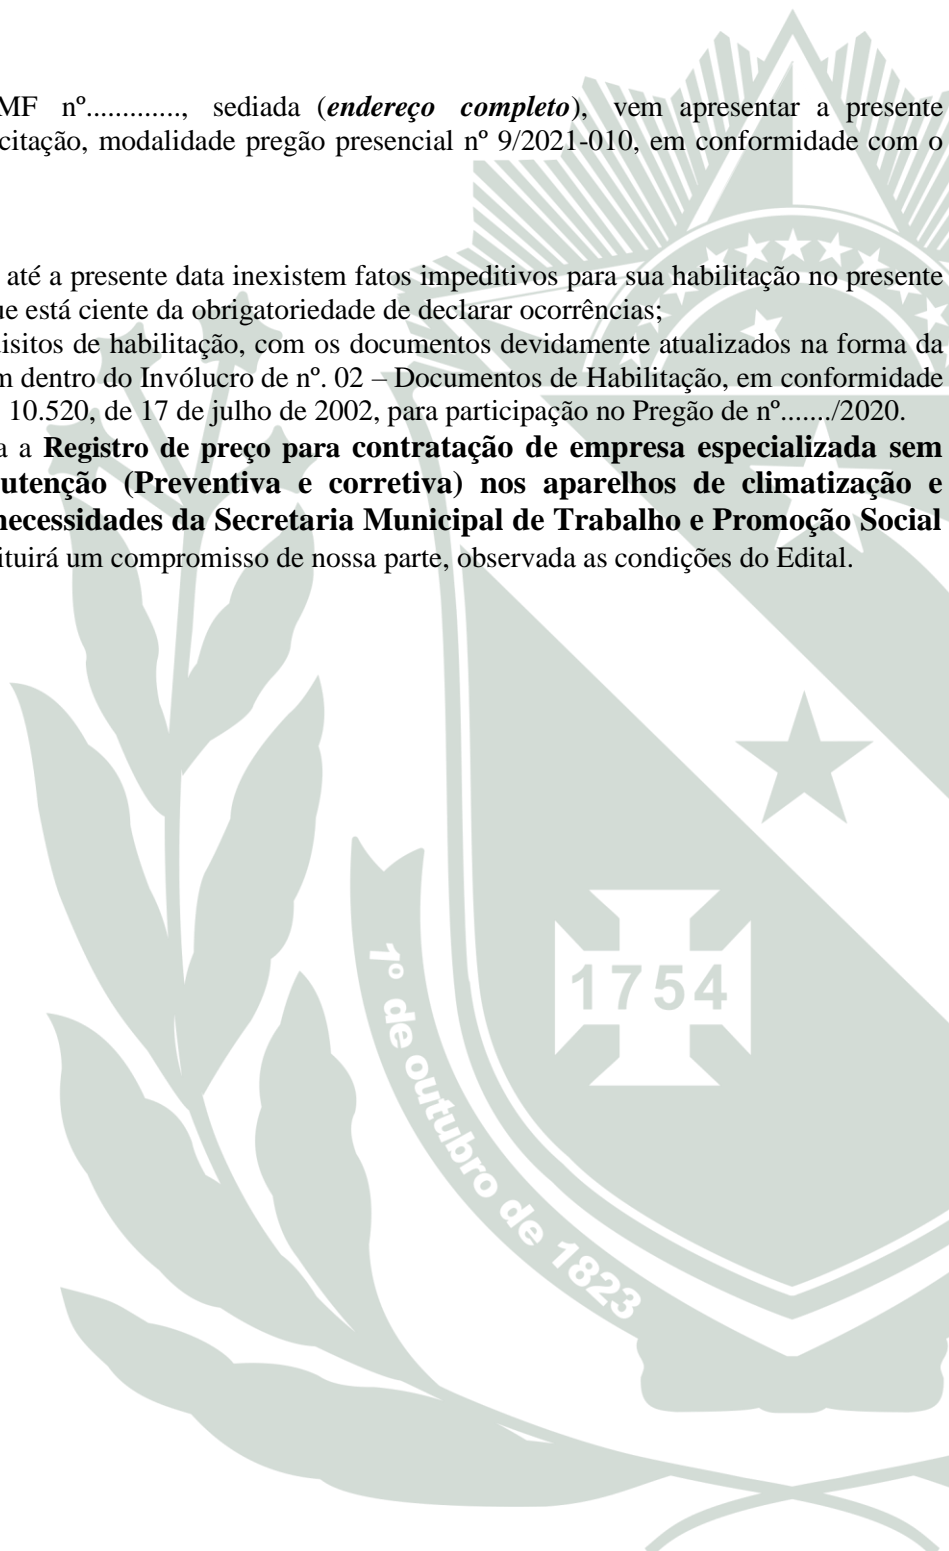 MF nº............., sediada (endereço completo), vem apresentar a presente
citação, modalidade pregão presencial nº 9/2021-010, em conformidade com o
até a presente data inexistem fatos impeditivos para sua habilitação no presente
ue está ciente da obrigatoriedade de declarar ocorrências;
isitos de habilitação, com os documentos devidamente atualizados na forma da
m dentro do Invólucro de nº. 02 – Documentos de Habilitação, em conformidade
10.520, de 17 de julho de 2002, para participação no Pregão de nº......./2020.
a a Registro de preço para contratação de empresa especializada sem
utenção (Preventiva e corretiva) nos aparelhos de climatização e
necessidades da Secretaria Municipal de Trabalho e Promoção Social
ituirá um compromisso de nossa parte, observada as condições do Edital.
1754
1º de outubro de 1823